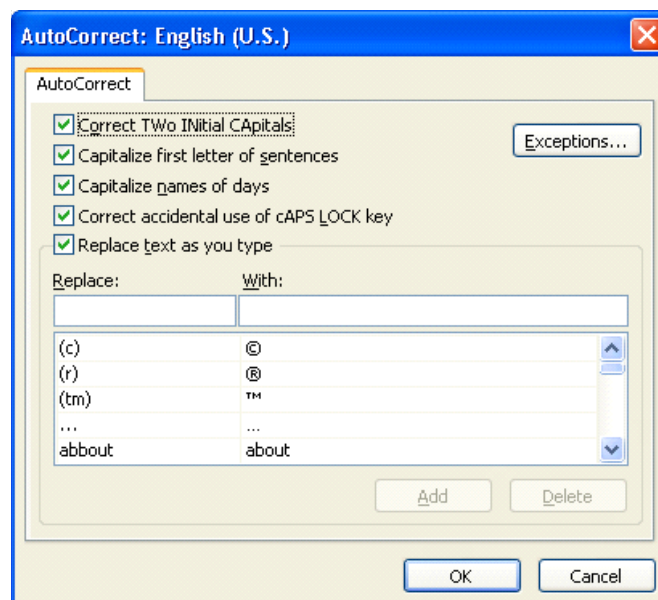 AutoCorrect: English (U.S.)
AutoCorrect
Correct TWo INitial CApitals
Exceptions...
Capitalize first letter of sentences
Capitalize names of days
Correct accidental use of cAPS LOCK key
Replace text as you type
Replace: With:
(c) ©
(r) ®
(tm) ™
... …
abbout about
Add Delete
OK Cancel